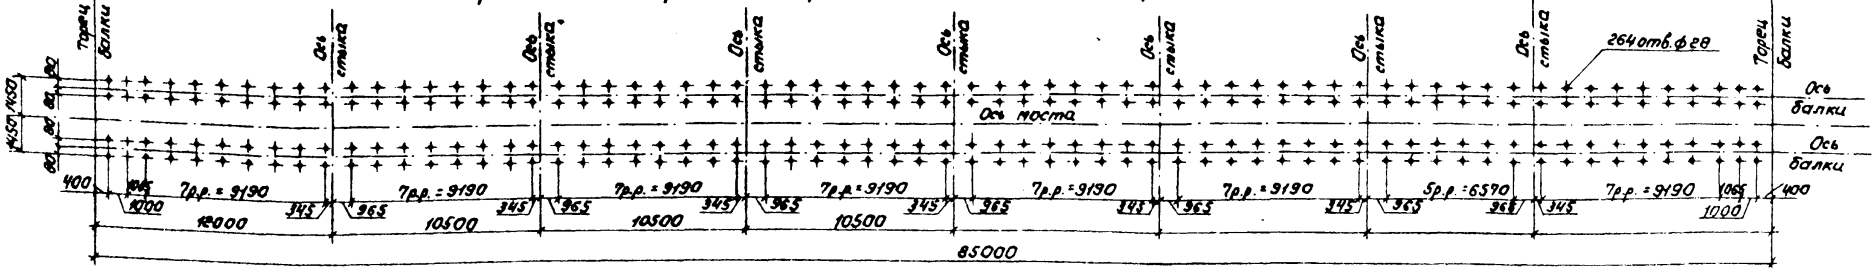 Торец балки
Ось стыка
Ось стыка
Ось стыка
Ось стыка
Ось стыка
Ось стыка
Ось стыка
Торец балки
264 отв. ф28
80
80
80
80
1450
1450
Ось балки
Ось моста
Ось балки
400
1065
1000
7р.р. = 9190
345
965
7р.р. = 9190
345
965
7р.р. = 9190
345
965
7р.р. = 9190
345
965
7р.р. = 9190
345
965
7р.р. = 9190
345
965
5р.р. = 6570
965
345
7р.р. = 9190
1065
1000
400
12000
10500
10500
10500
85000